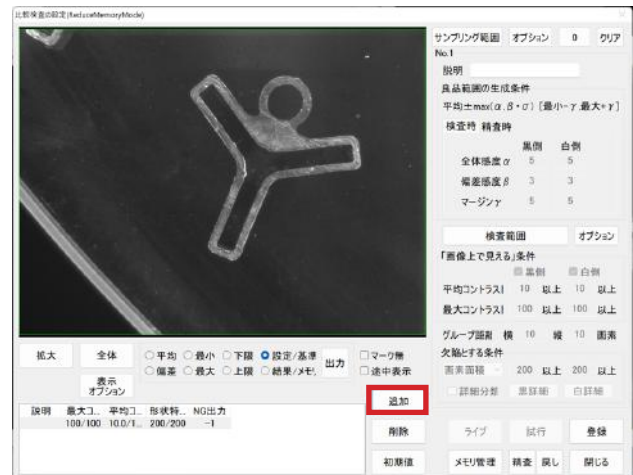 比較検査の設定(ReduceMemoryMode)
サンプリング範囲 オプション 0 クリア
No.1
説明
良品範囲の生成条件
平均±max(α,β*σ) [最小-γ,最大+γ]
検査時 精査時
黒側 白側
全体感度α 5 5
偏差感度β 3 3
マージンγ 5 5
検査範囲 オプション
「画像上で見える」条件
黒側 白側
平均コントラスト 10 以上 10 以上
最大コントラスト 100 以上 100 以上
グループ距離 横 10 縦 10 画素
欠陥とする条件
画素面積 200 以上 200 以上
詳細分類 黒詳細 白詳細
ライブ 試行 登録
メモリ管理 精査 戻し 閉じる
拡大 全体 表示オプション
平均 最小 下限 設定/基準
偏差 最大 上限 結果/メモリ
出力
マーク無
途中表示
追加
削除
初期値
説明 最大コ... 平均コ... 形状特... NG出力
100/100 10.0/1... 200/200 -1